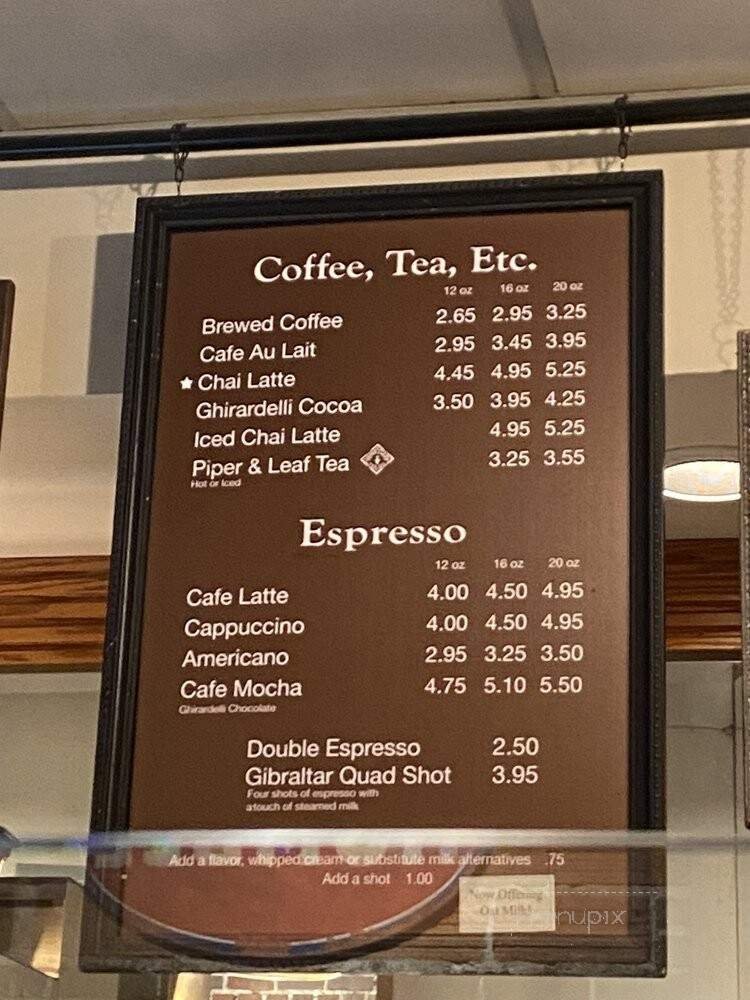 Coffee, Tea, Etc.
12 oz 16 oz 20 oz
Brewed Coffee 2.65 2.95 3.25
Cafe Au Lait 2.95 3.45 3.95
Chai Latte 4.45 4.95 5.25
Ghirardelli Cocoa 3.50 3.95 4.25
Iced Chai Latte 4.95 5.25
Piper & Leaf Tea 3.25 3.55
Hot or Iced
Espresso
12 oz 16 oz 20 oz
Cafe Latte 4.00 4.50 4.95
Cappuccino 4.00 4.50 4.95
Americano 2.95 3.25 3.50
Cafe Mocha 4.75 5.10 5.50
Ghirardelli Chocolate
Double Espresso 2.50
Gibraltar Quad Shot 3.95
Four shots of espresso with
a touch of steamed milk
Add a flavor, whipped cream or substitute milk alternatives .75
Add a shot 1.00
Now Offering
Oat Milk!